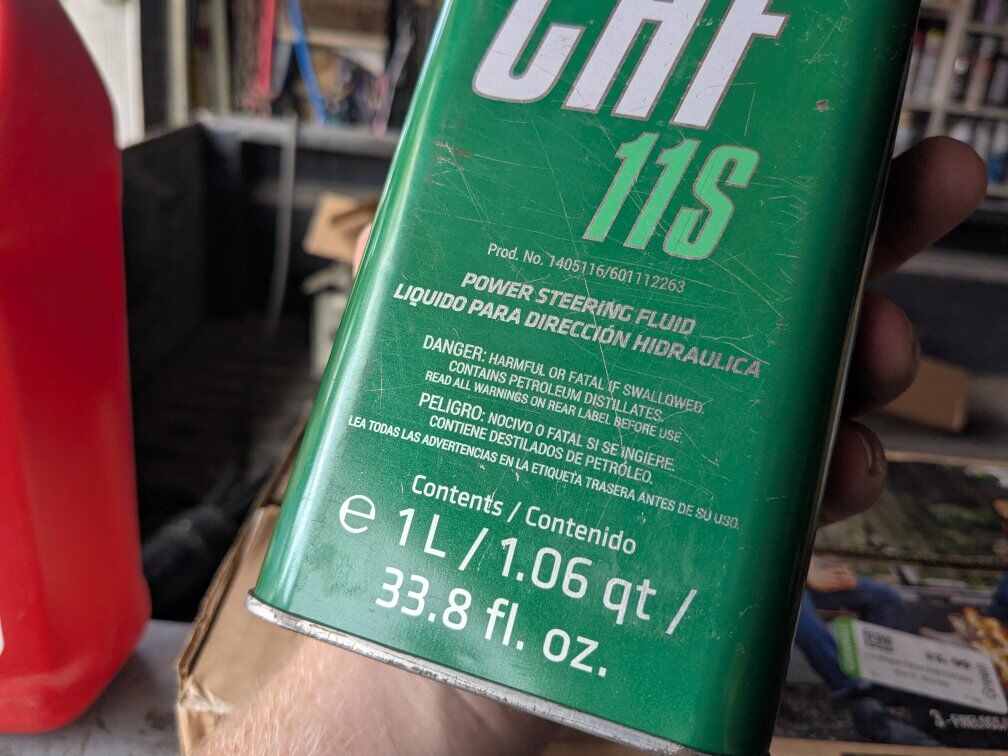 CHF
11S
Prod. No. 1405116/601112263
POWER STEERING FLUID
LIQUIDO PARA DIRECCIÓN HIDRAULICA
DANGER: HARMFUL OR FATAL IF SWALLOWED.
CONTAINS PETROLEUM DISTILLATES.
READ ALL WARNINGS ON REAR LABEL BEFORE USE.
PELIGRO: NOCIVO O FATAL SI SE INGIERE.
CONTIENE DESTILADOS DE PETRÓLEO.
LEA TODAS LAS ADVERTENCIAS EN LA ETIQUETA TRASERA ANTES DE SU USO.
Contents / Contenido
e 1L / 1.06 qt /
33.8 fl. oz.